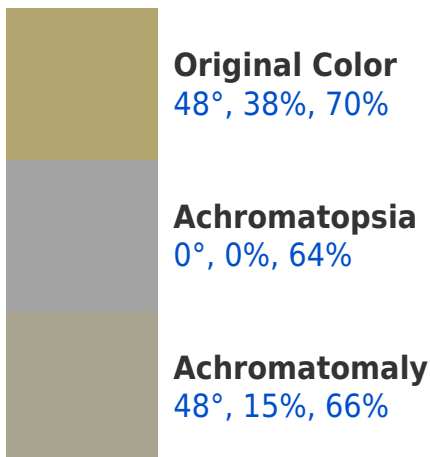 Original Color
48°, 38%, 70%
Achromatopsia
0°, 0%, 64%
Achromatomaly
48°, 15%, 66%